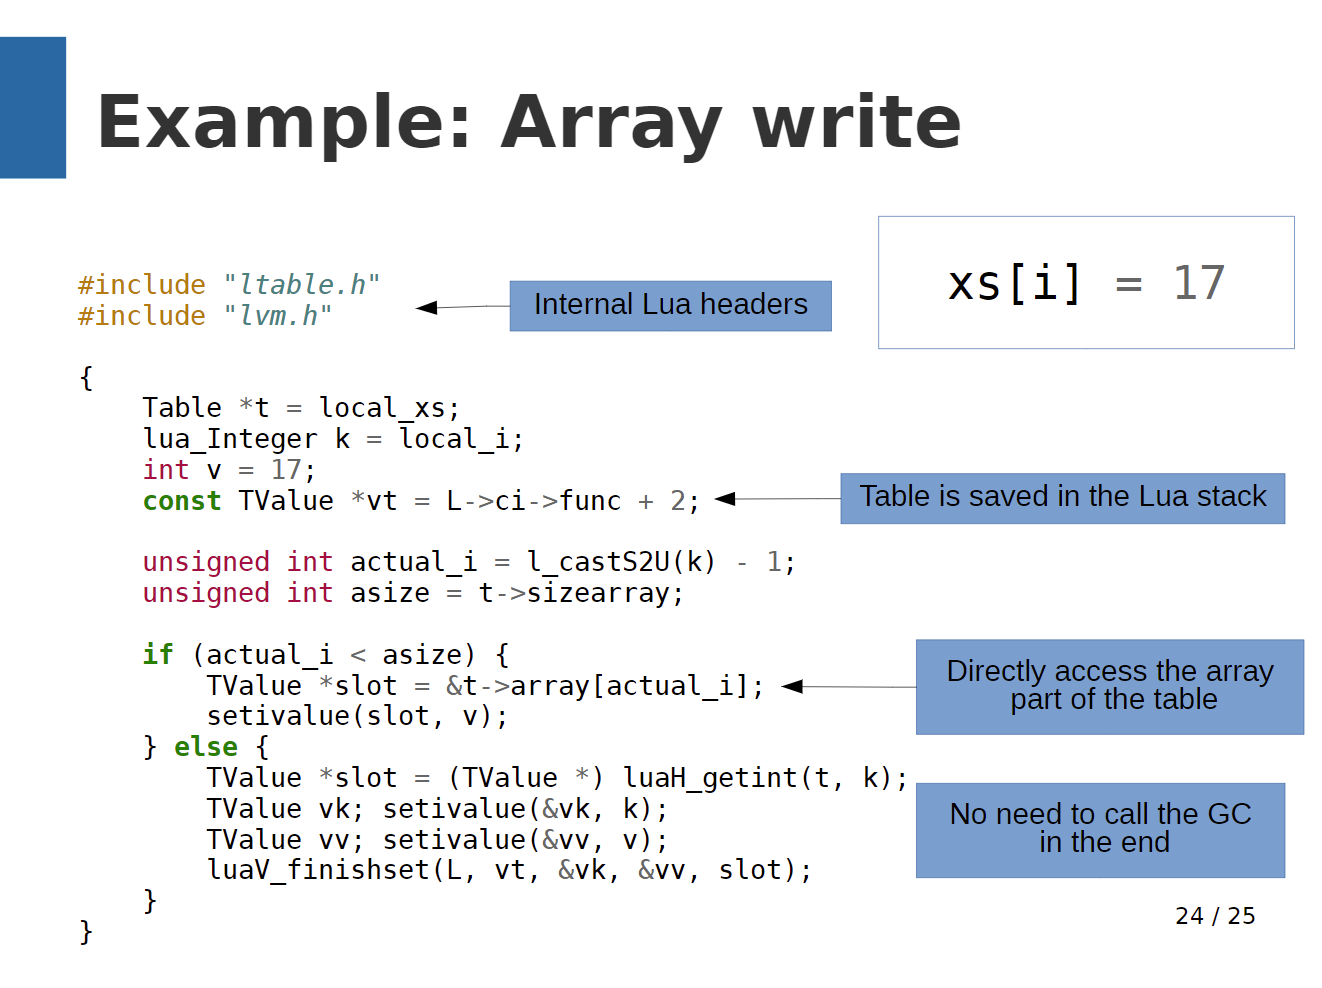 Example: Array write
xs[i] = 17
#include "ltable.h"
#include "lvm.h"
Internal Lua headers
{
    Table *t = local_xs;
    lua_Integer k = local_i;
    int v = 17;
    const TValue *vt = L->ci->func + 2;
Table is saved in the Lua stack
    unsigned int actual_i = l_castS2U(k) - 1;
    unsigned int asize = t->sizearray;
    if (actual_i < asize) {
        TValue *slot = &t->array[actual_i];
Directly access the array
part of the table
        setivalue(slot, v);
    } else {
        TValue *slot = (TValue *) luaH_getint(t, k);
        TValue vk; setivalue(&vk, k);
        TValue vv; setivalue(&vv, v);
        luaV_finishset(L, vt, &vk, &vv, slot);
    }
}
No need to call the GC
in the end
24 / 25